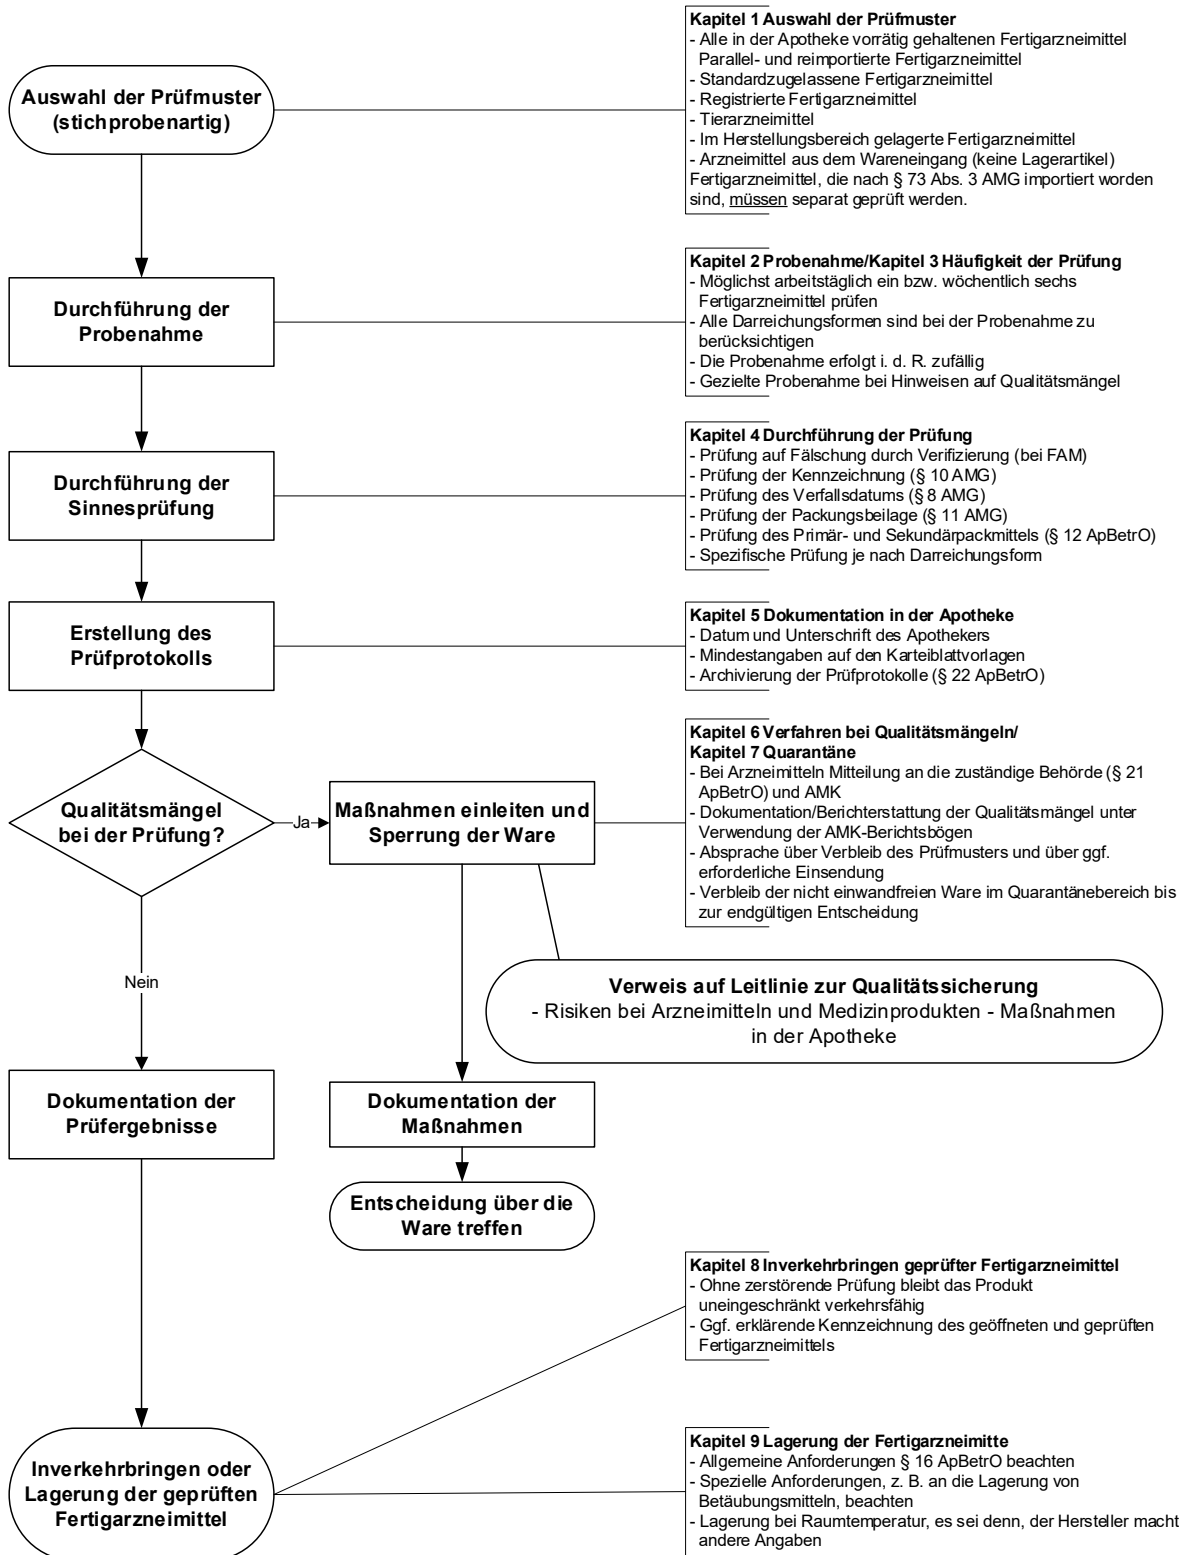 Kapitel 1 Auswahl der Prüfmuster
- Alle in der Apotheke vorrätig gehaltenen Fertigarzneimittel
Parallel- und reimportierte Fertigarzneimittel
- Standardzugelassene Fertigarzneimittel
- Registrierte Fertigarzneimittel
- Tierarzneimittel
- Im Herstellungsbereich gelagerte Fertigarzneimittel
- Arzneimittel aus dem Wareneingang (keine Lagerartikel)
Fertigarzneimittel, die nach § 73 Abs. 3 AMG importiert worden
sind, müssen separat geprüft werden.
Auswahl der Prüfmuster
(stichprobenartig)
Kapitel 2 Probenahme/Kapitel 3 Häufigkeit der Prüfung
- Möglichst arbeitstäglich ein bzw. wöchentlich sechs
Fertigarzneimittel prüfen
- Alle Darreichungsformen sind bei der Probenahme zu
berücksichtigen
- Die Probenahme erfolgt i. d. R. zufällig
- Gezielte Probenahme bei Hinweisen auf Qualitätsmängel
Durchführung der
Probenahme
Kapitel 4 Durchführung der Prüfung
- Prüfung auf Fälschung durch Verifizierung (bei FAM)
- Prüfung der Kennzeichnung (§ 10 AMG)
- Prüfung des Verfallsdatums (§ 8 AMG)
- Prüfung der Packungsbeilage (§ 11 AMG)
- Prüfung des Primär- und Sekundärpackmittels (§ 12 ApBetrO)
- Spezifische Prüfung je nach Darreichungsform
Durchführung der
Sinnesprüfung
Kapitel 5 Dokumentation in der Apotheke
- Datum und Unterschrift des Apothekers
- Mindestangaben auf den Karteiblattvorlagen
- Archivierung der Prüfprotokolle (§ 22 ApBetrO)
Erstellung des
Prüfprotokolls
Kapitel 6 Verfahren bei Qualitätsmängeln/
Kapitel 7 Quarantäne
- Bei Arzneimitteln Mitteilung an die zuständige Behörde (§ 21
ApBetrO) und AMK
- Dokumentation/Berichterstattung der Qualitätsmängel unter
Verwendung der AMK-Berichtsbögen
- Absprache über Verbleib des Prüfmusters und über ggf.
erforderliche Einsendung
- Verbleib der nicht einwandfreien Ware im Quarantänebereich bis
zur endgültigen Entscheidung
Qualitätsmängel
bei der Prüfung?
Ja
Maßnahmen einleiten und
Sperrung der Ware
Verweis auf Leitlinie zur Qualitätssicherung
- Risiken bei Arzneimitteln und Medizinprodukten - Maßnahmen
in der Apotheke
Nein
Dokumentation der
Prüfergebnisse
Dokumentation der
Maßnahmen
Entscheidung über die
Ware treffen
Kapitel 8 Inverkehrbringen geprüfter Fertigarzneimittel
- Ohne zerstörende Prüfung bleibt das Produkt
uneingeschränkt verkehrsfähig
- Ggf. erklärende Kennzeichnung des geöffneten und geprüften
Fertigarzneimittels
Inverkehrbringen oder
Lagerung der geprüften
Fertigarzneimittel
Kapitel 9 Lagerung der Fertigarzneimitte
- Allgemeine Anforderungen § 16 ApBetrO beachten
- Spezielle Anforderungen, z. B. an die Lagerung von
Betäubungsmitteln, beachten
- Lagerung bei Raumtemperatur, es sei denn, der Hersteller macht
andere Angaben